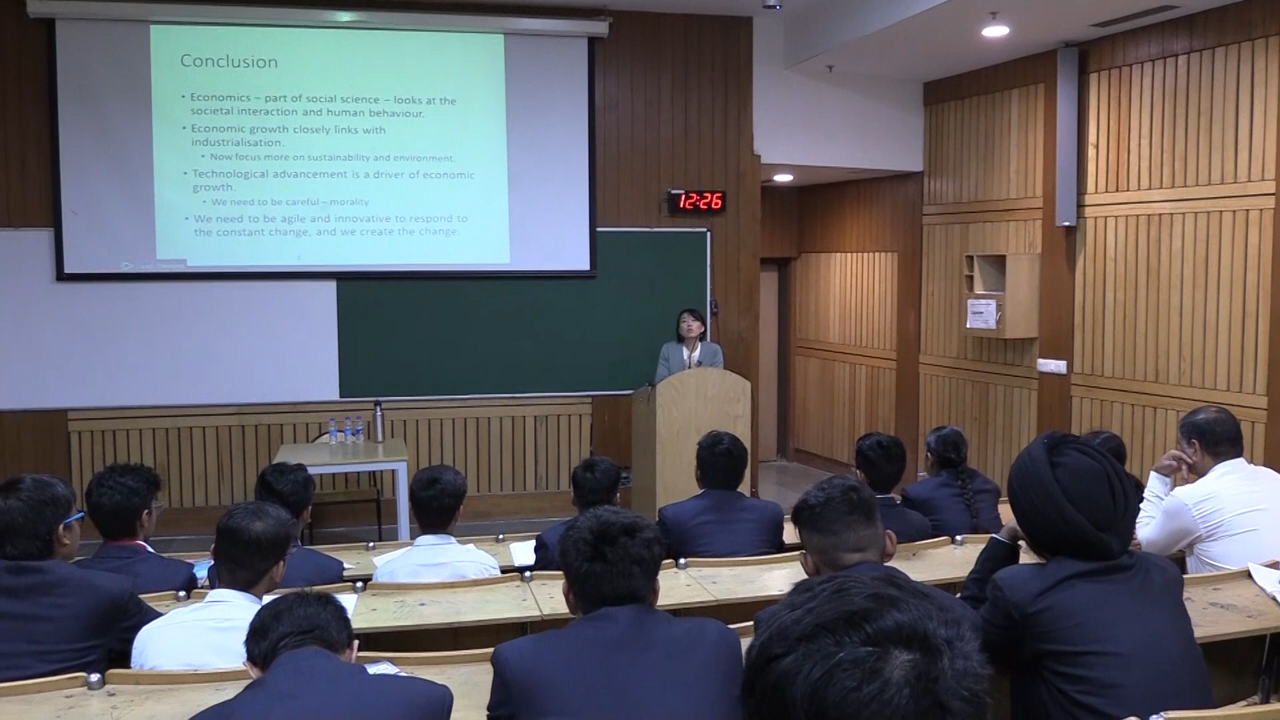 Conclusion
• Economics – part of social science – looks at the
societal interaction and human behaviour.
• Economic growth closely links with
industrialisation.
• Now focus more on sustainability and environment.
• Technological advancement is a driver of economic
growth.
• We need to be careful – morality
• We need to be agile and innovative to respond to
the constant change, and we create the change.
12:26